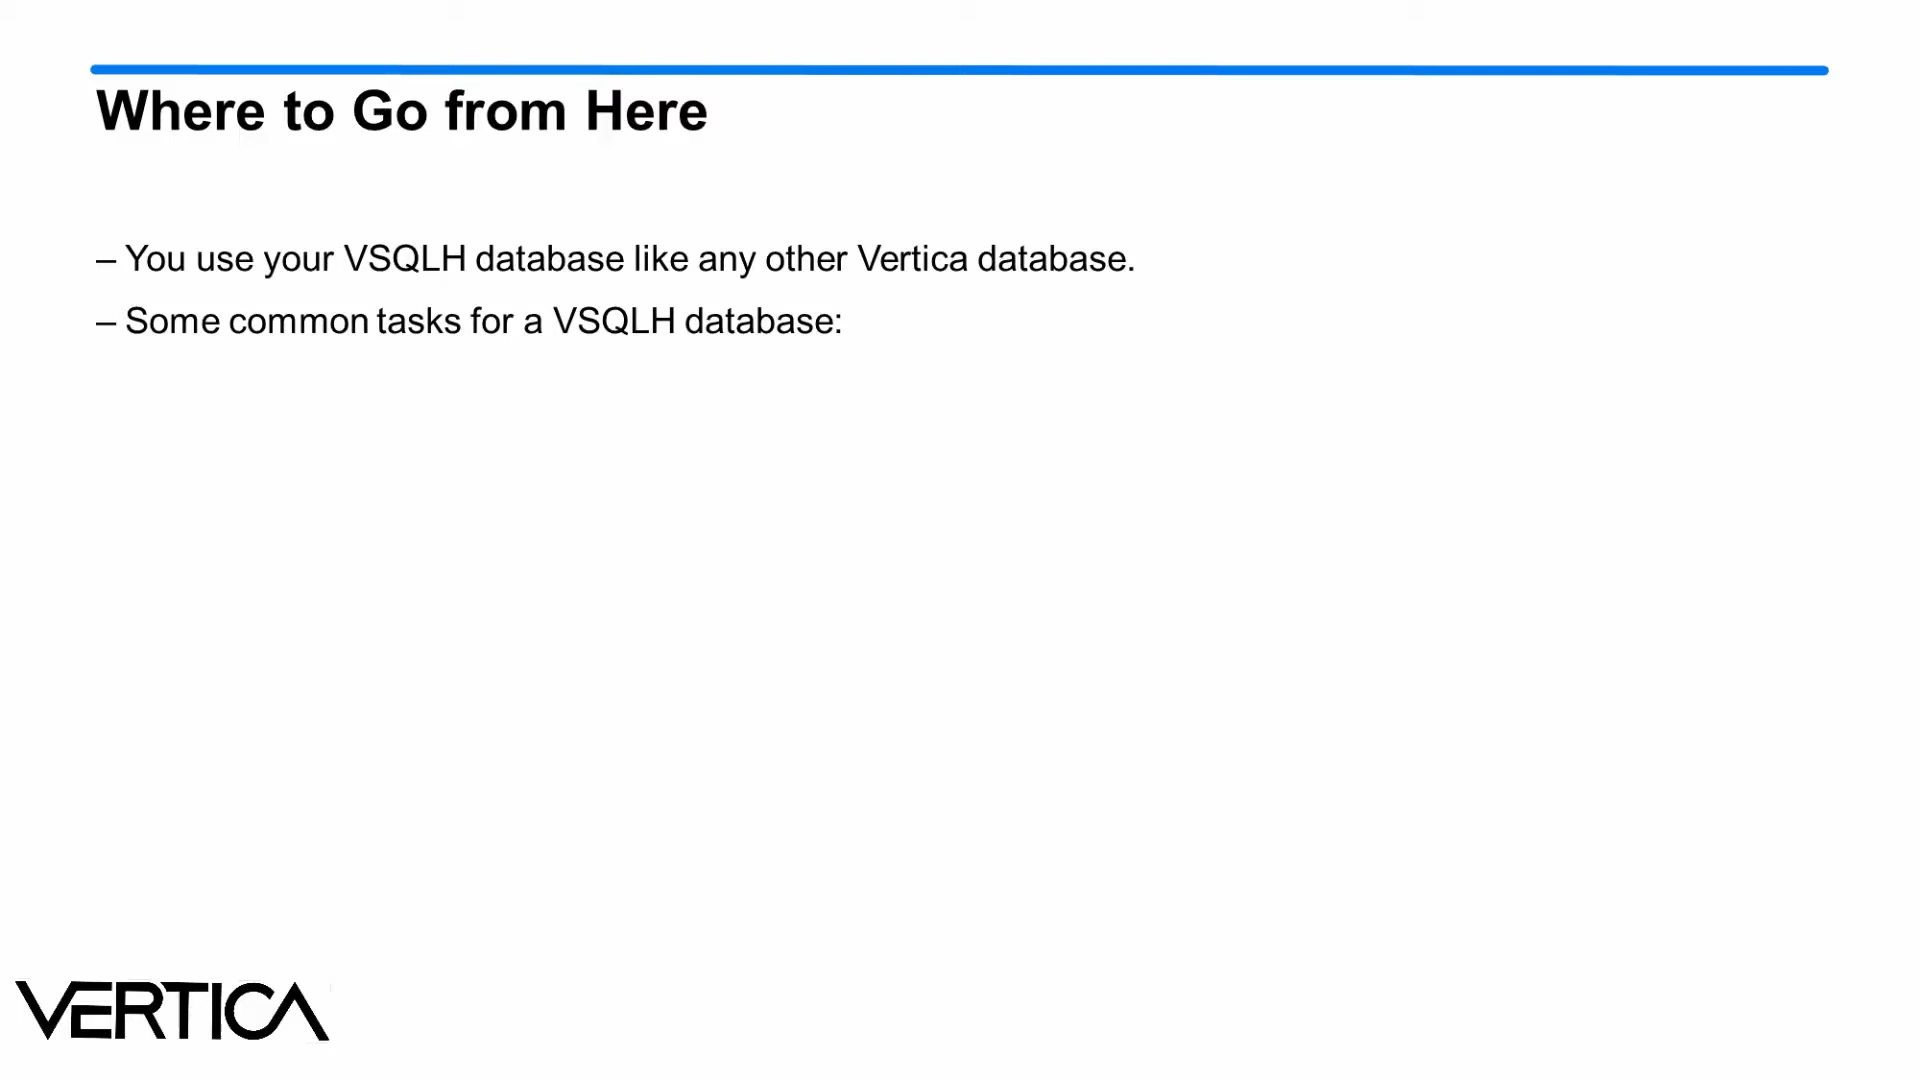 Where to Go from Here
– You use your VSQLH database like any other Vertica database.
– Some common tasks for a VSQLH database:
VERTICA